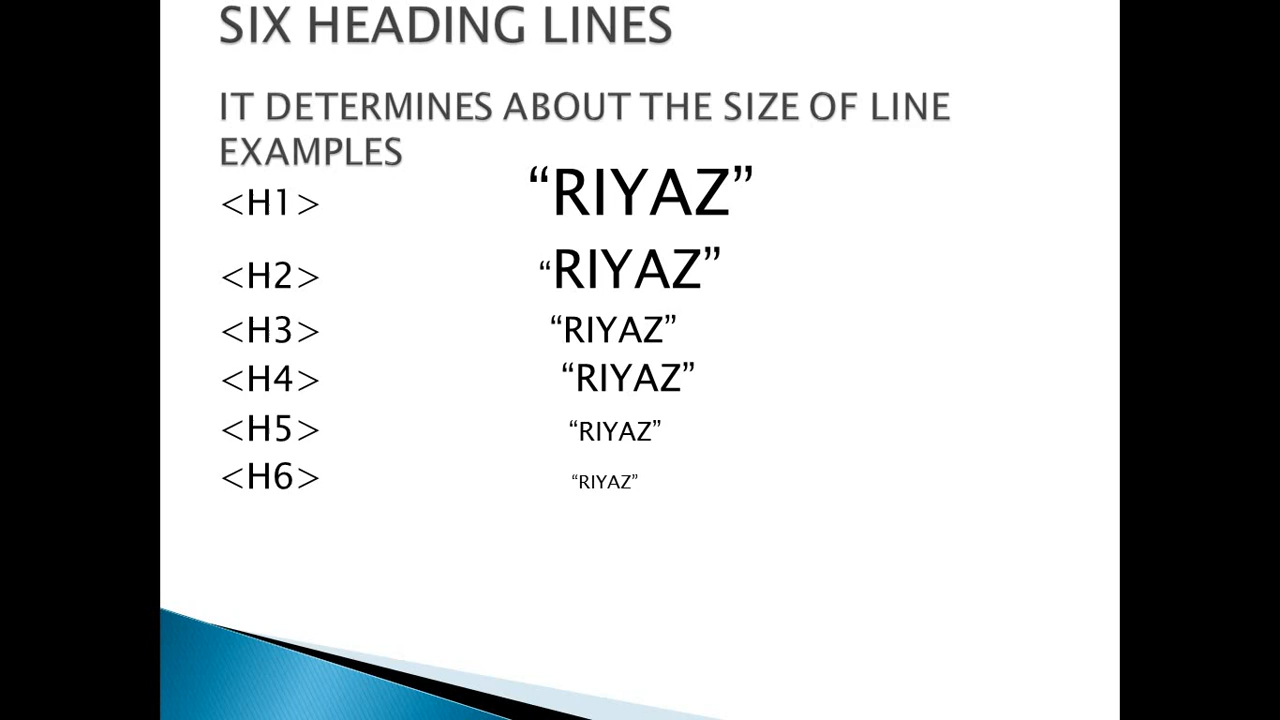 SIX HEADING LINES
IT DETERMINES ABOUT THE SIZE OF LINE
EXAMPLES
<H1> “RIYAZ”
<H2> “RIYAZ”
<H3> “RIYAZ”
<H4> “RIYAZ”
<H5> “RIYAZ”
<H6> “RIYAZ”